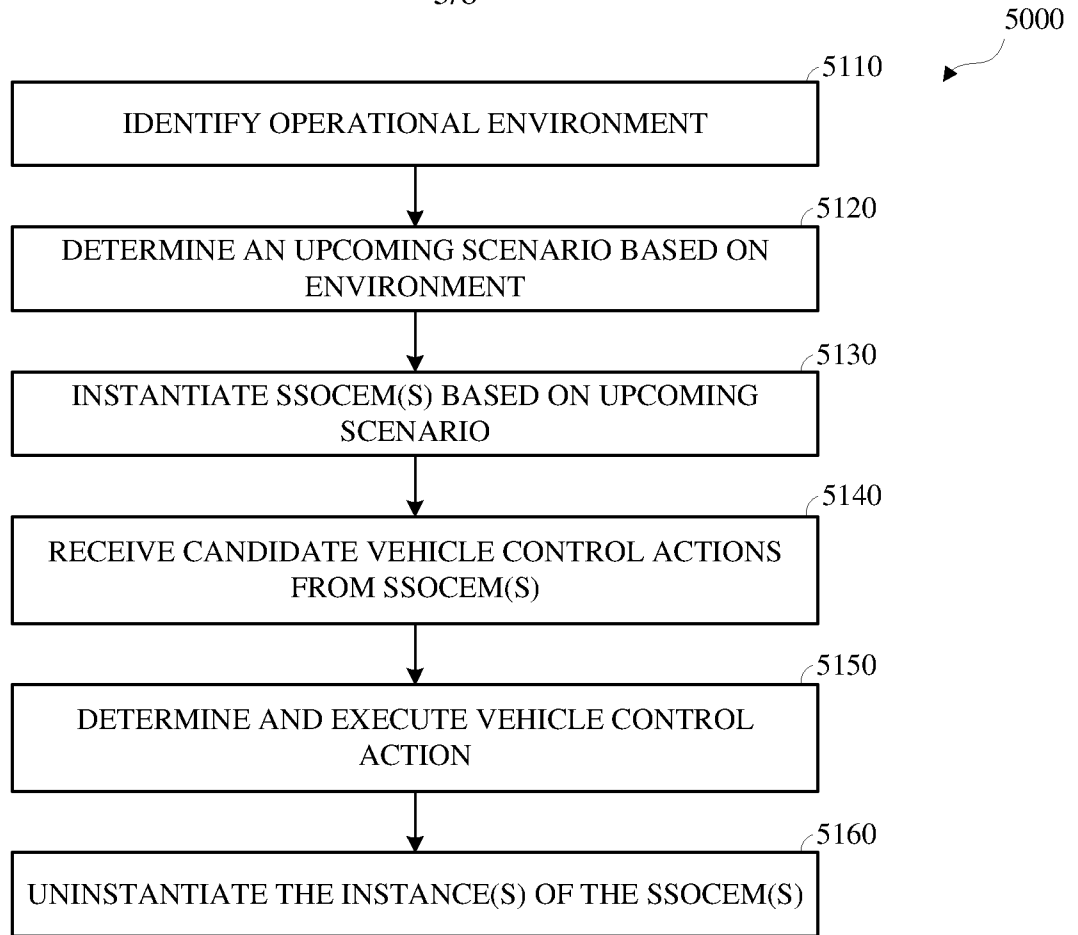 5000
5110
IDENTIFY OPERATIONAL ENVIRONMENT
5120
DETERMINE AN UPCOMING SCENARIO BASED ON
ENVIRONMENT
5130
INSTANTIATE SSOCEM(S) BASED ON UPCOMING
SCENARIO
5140
RECEIVE CANDIDATE VEHICLE CONTROL ACTIONS
FROM SSOCEM(S)
5150
DETERMINE AND EXECUTE VEHICLE CONTROL
ACTION
5160
UNINSTANTIATE THE INSTANCE(S) OF THE SSOCEM(S)